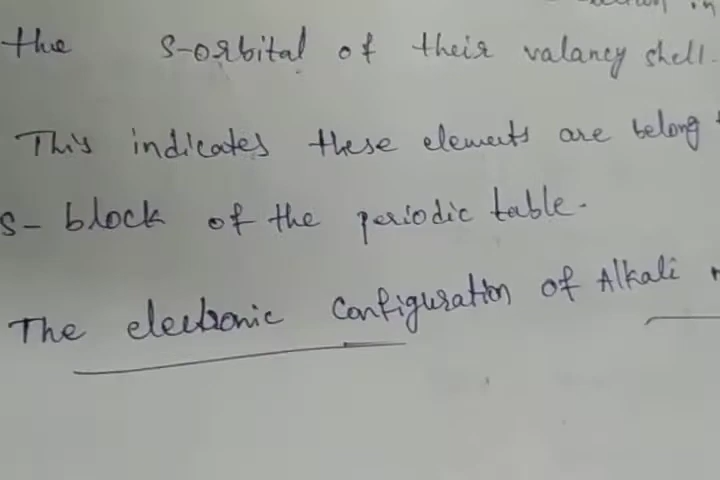 the s-orbital of their valancy shell.
This indicates these elements are belong
s- block of the periodic table.
The electronic configuration of Alkali